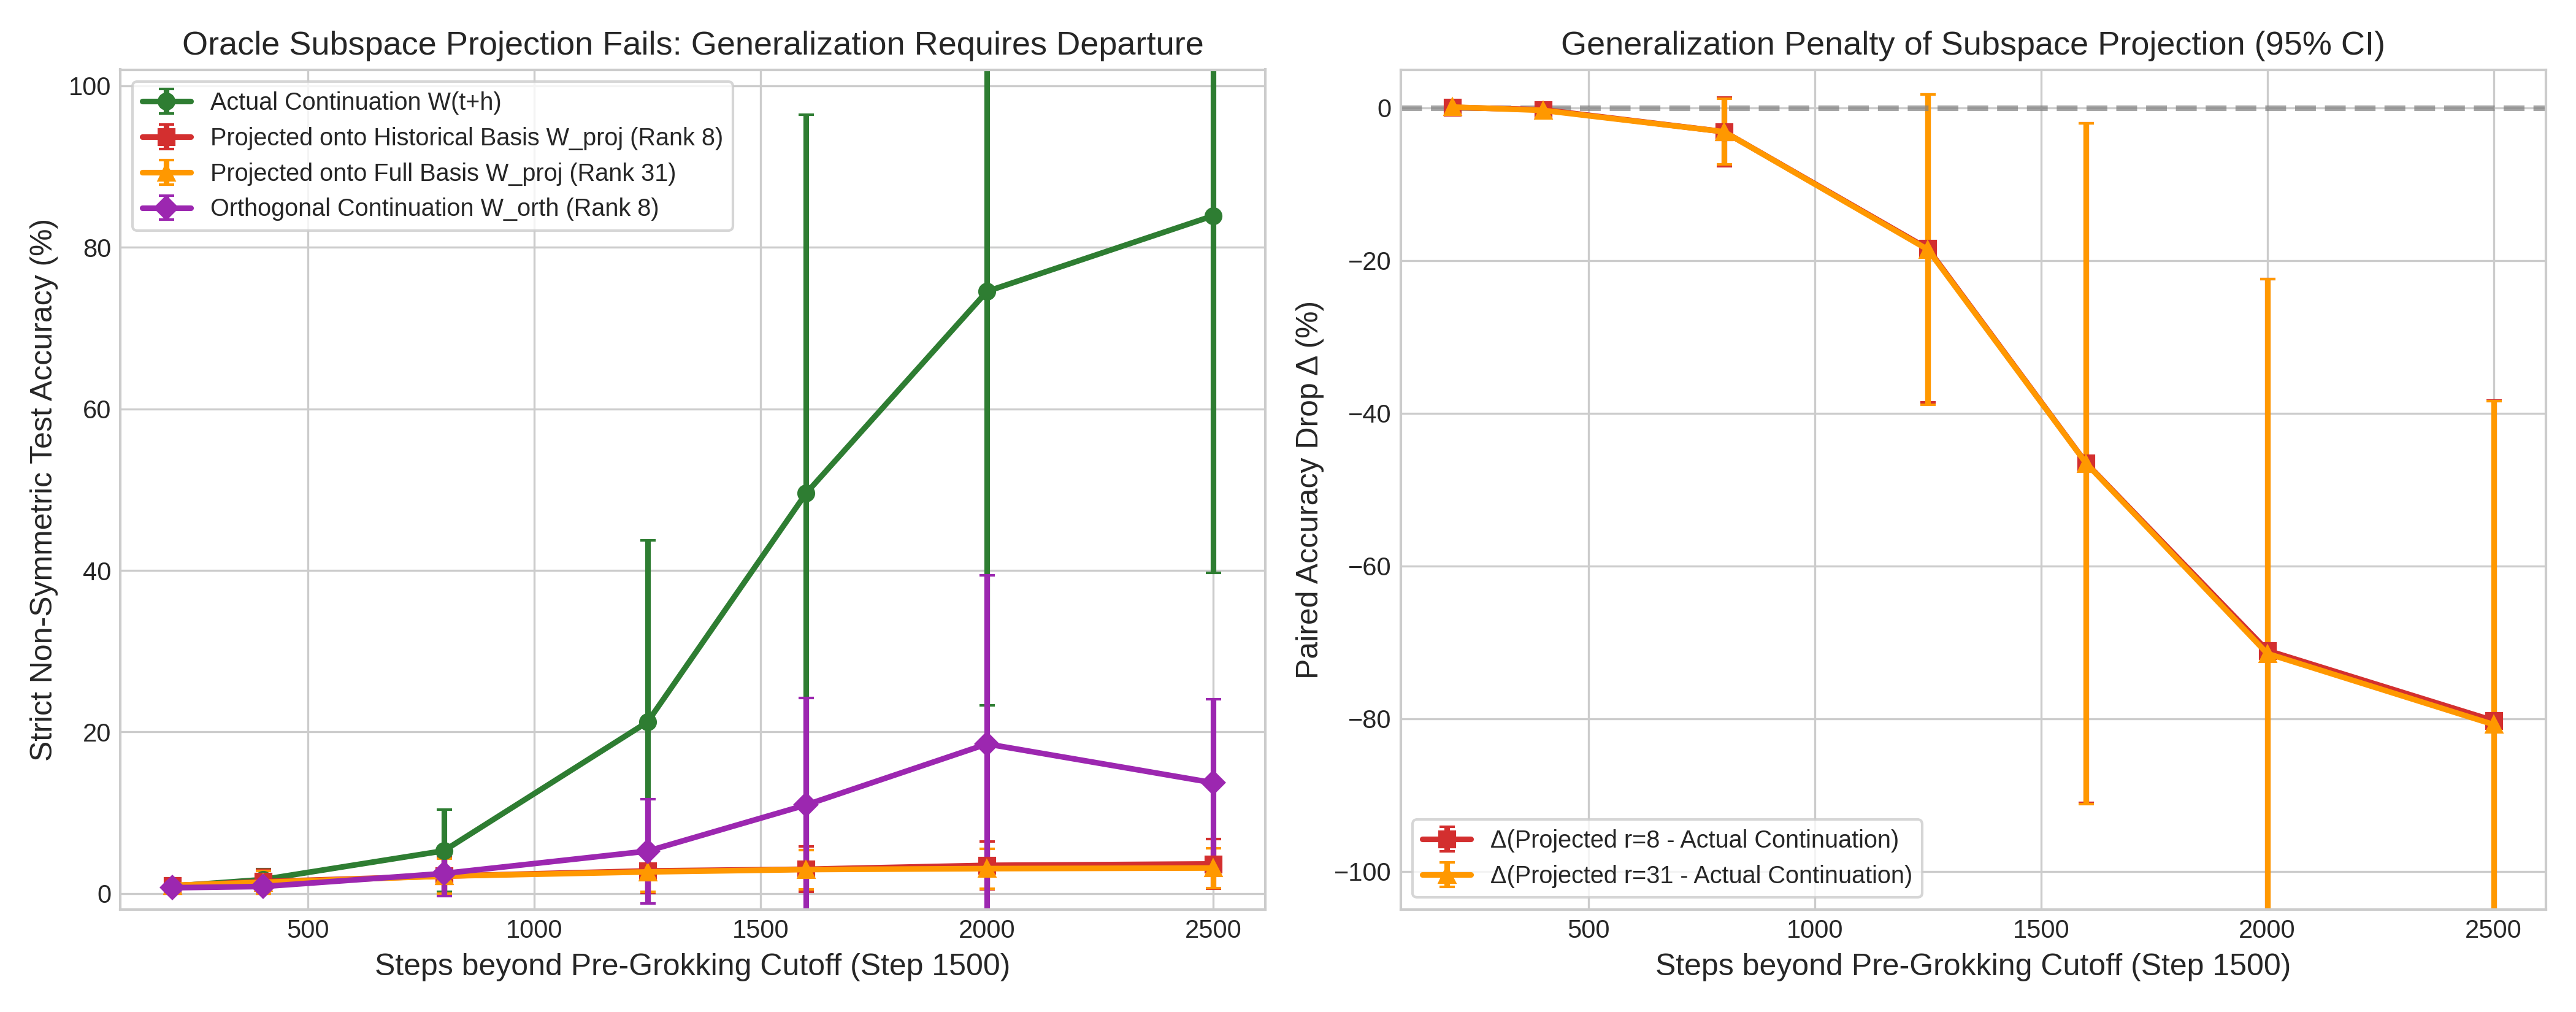 Oracle Subspace Projection Fails: Generalization Requires Departure
Strict Non-Symmetric Test Accuracy (%)
100
80
60
40
20
0
Actual Continuation W(t+h)
Projected onto Historical Basis W_proj (Rank 8)
Projected onto Full Basis W_proj (Rank 31)
Orthogonal Continuation W_orth (Rank 8)
500 1000 1500 2000 2500
Steps beyond Pre-Grokking Cutoff (Step 1500)
Generalization Penalty of Subspace Projection (95% CI)
Paired Accuracy Drop Δ (%)
0
−20
−40
−60
−80
−100
Δ(Projected r=8 - Actual Continuation)
Δ(Projected r=31 - Actual Continuation)
500 1000 1500 2000 2500
Steps beyond Pre-Grokking Cutoff (Step 1500)